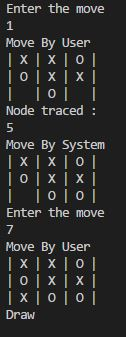 Enter the move
1
Move By User
| X | X | O |
| O | X | X |
|   | O |   |
Node traced :
5
Move By System
| X | X | O |
| O | X | X |
|   | O | O |
Enter the move
7
Move By User
| X | X | O |
| O | X | X |
| X | O | O |
Draw